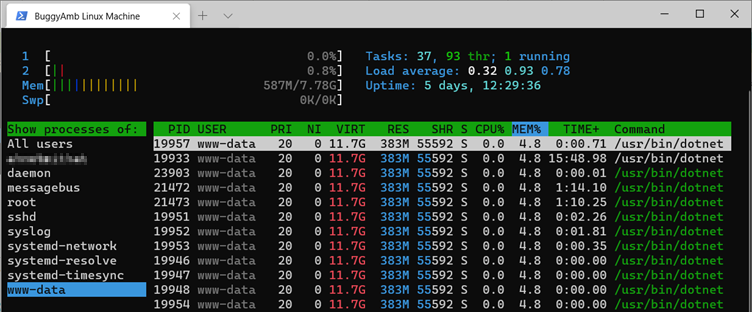 BuggyAmb Linux Machine
1 [ 0.0%] Tasks: 37, 93 thr; 1 running
2 [|| 0.8%] Load average: 0.32 0.93 0.78
Mem[|||||||||||| 587M/7.78G] Uptime: 5 days, 12:29:36
Swp[ 0K/0K]
Show processes of: PID USER PRI NI VIRT RES SHR S CPU% MEM% TIME+ Command
All users 19957 www-data 20 0 11.7G 383M 55592 S 0.0 4.8 0:00.71 /usr/bin/dotnet
19933 www-data 20 0 11.7G 383M 55592 S 0.0 4.8 15:48.98 /usr/bin/dotnet
daemon 23903 www-data 20 0 11.7G 383M 55592 S 0.0 4.8 0:00.01 /usr/bin/dotnet
messagebus 21472 www-data 20 0 11.7G 383M 55592 S 0.0 4.8 1:14.10 /usr/bin/dotnet
root 21473 www-data 20 0 11.7G 383M 55592 S 0.0 4.8 1:10.25 /usr/bin/dotnet
sshd 19951 www-data 20 0 11.7G 383M 55592 S 0.0 4.8 0:02.26 /usr/bin/dotnet
syslog 19952 www-data 20 0 11.7G 383M 55592 S 0.0 4.8 0:01.81 /usr/bin/dotnet
systemd-network 19953 www-data 20 0 11.7G 383M 55592 S 0.0 4.8 0:00.35 /usr/bin/dotnet
systemd-resolve 19946 www-data 20 0 11.7G 383M 55592 S 0.0 4.8 0:00.00 /usr/bin/dotnet
systemd-timesync 19947 www-data 20 0 11.7G 383M 55592 S 0.0 4.8 0:00.00 /usr/bin/dotnet
www-data 19948 www-data 20 0 11.7G 383M 55592 S 0.0 4.8 0:00.00 /usr/bin/dotnet
19954 www-data 20 0 11.7G 383M 55592 S 0.0 4.8 0:00.00 /usr/bin/dotnet